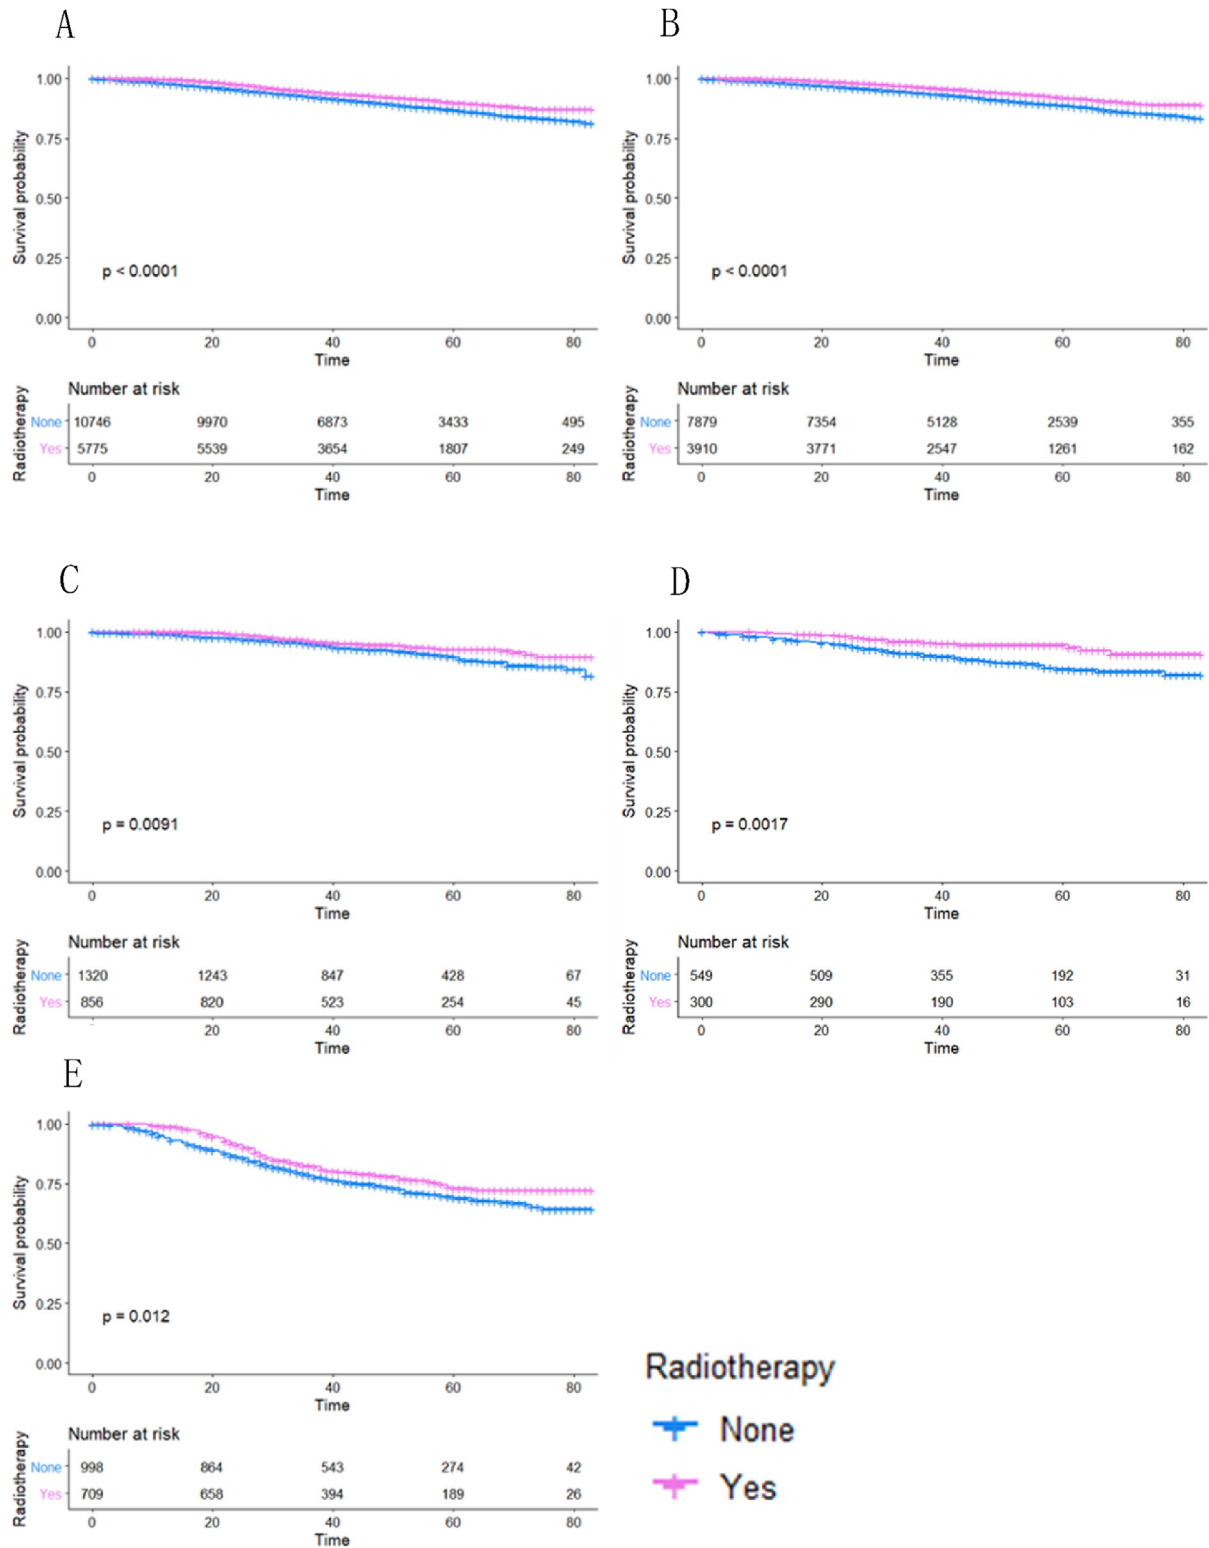 A
Survival probability
1.00
0.75
0.50
0.25
0.00
p < 0.0001
0 20 40 60 80
Time
Number at risk
Radiotherapy
None 10746 9970 6873 3433 495
Yes 5775 5539 3654 1807 249
0 20 40 60 80
Time
B
Survival probability
1.00
0.75
0.50
0.25
0.00
p < 0.0001
0 20 40 60 80
Time
Number at risk
Radiotherapy
None 7879 7354 5128 2539 355
Yes 3910 3771 2547 1261 162
0 20 40 60 80
Time
C
Survival probability
1.00
0.75
0.50
0.25
0.00
p = 0.0091
0 20 40 60 80
Time
Number at risk
Radiotherapy
None 1320 1243 847 428 67
Yes 856 820 523 254 45
20 40 60 80
Time
D
Survival probability
1.00
0.75
0.50
0.25
0.00
p = 0.0017
0 20 40 60 80
Time
Number at risk
Radiotherapy
None 549 509 355 192 31
Yes 300 290 190 103 16
0 20 40 60 80
Time
E
Survival probability
1.00
0.75
0.50
0.25
0.00
p = 0.012
0 20 40 60 80
Time
Number at risk
Radiotherapy
None 998 864 543 274 42
Yes 709 658 394 189 26
0 20 40 60 80
Time
Radiotherapy
None
Yes